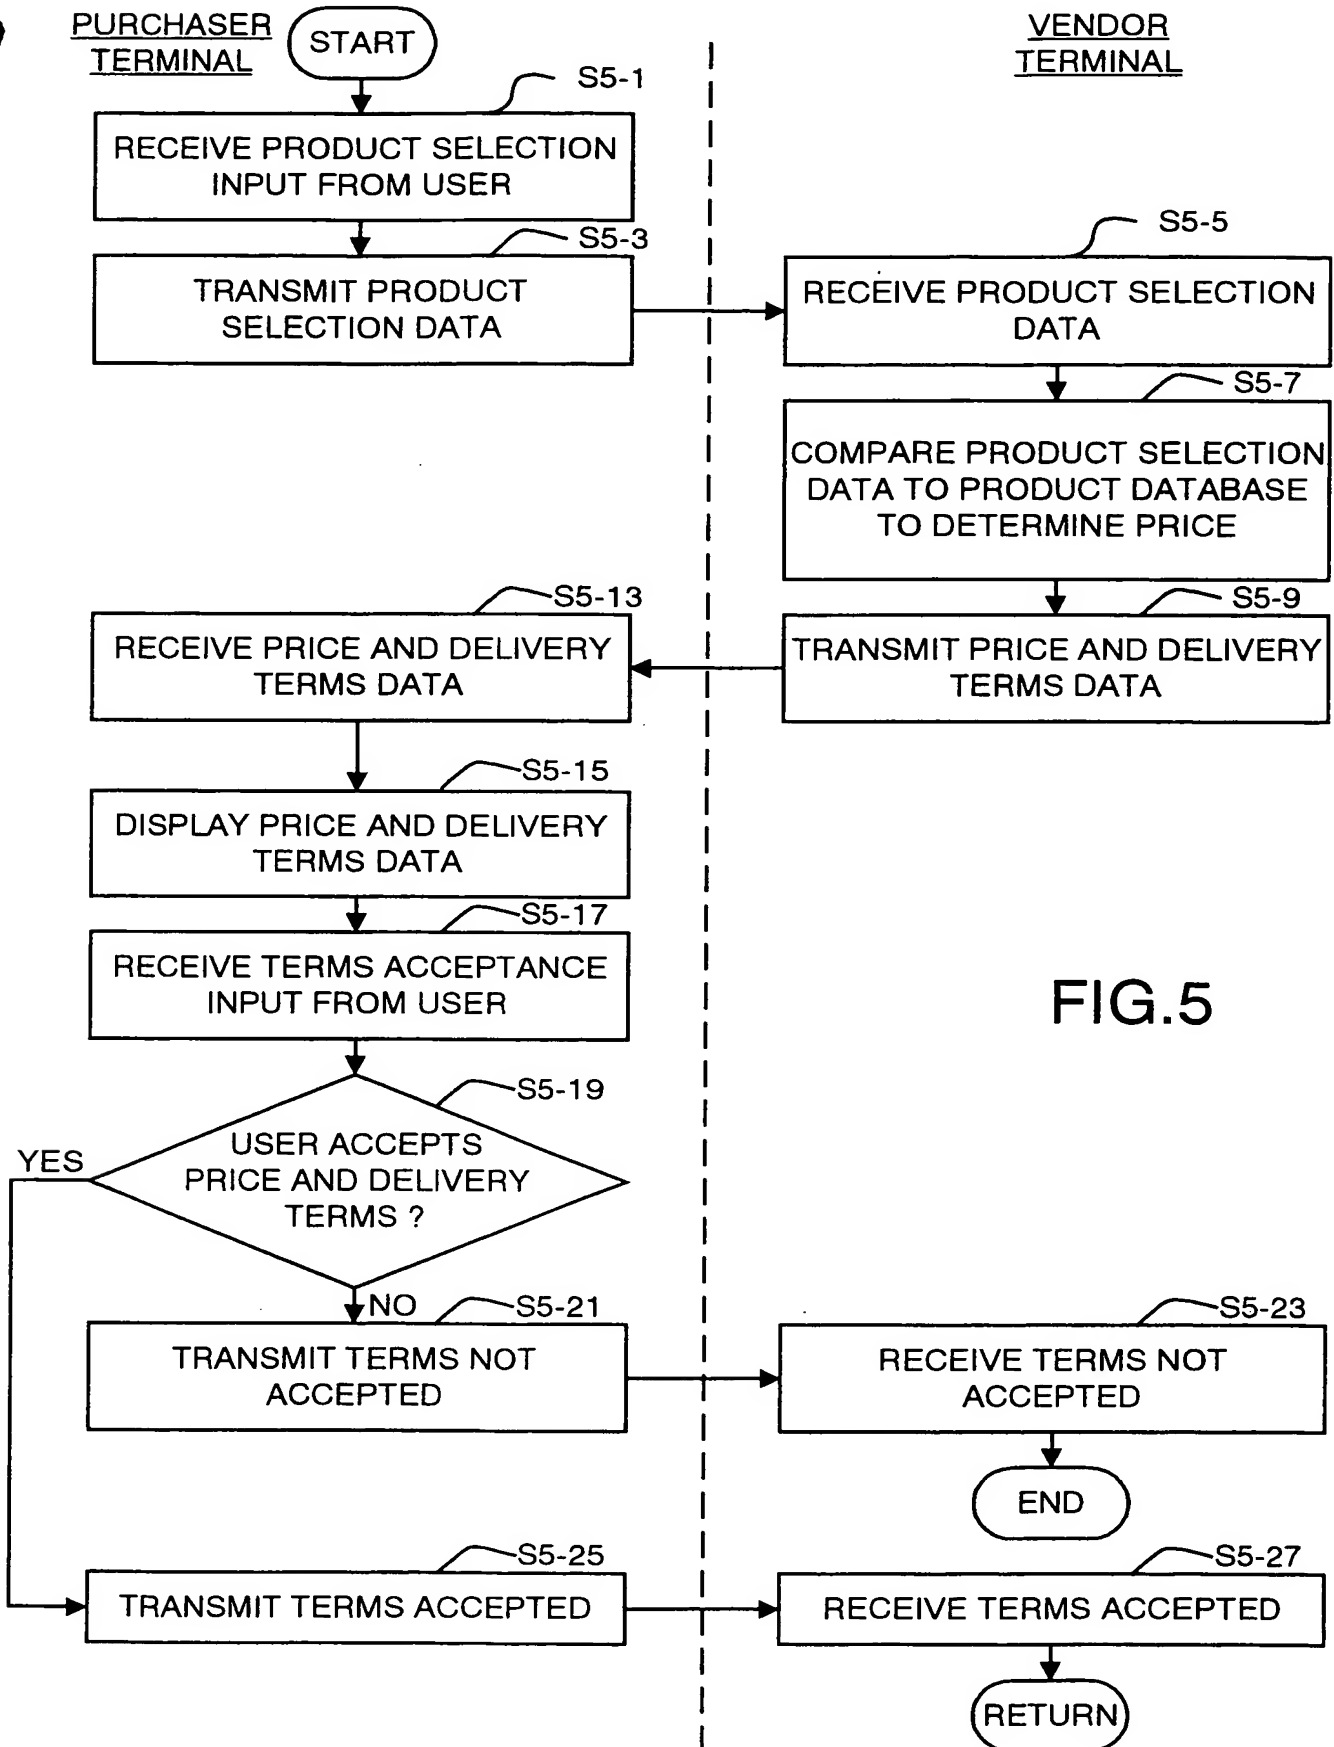 PURCHASER
TERMINAL
START
VENDOR
TERMINAL
S5-1
RECEIVE PRODUCT SELECTION
INPUT FROM USER
S5-3
TRANSMIT PRODUCT
SELECTION DATA
S5-5
RECEIVE PRODUCT SELECTION
DATA
S5-7
COMPARE PRODUCT SELECTION
DATA TO PRODUCT DATABASE
TO DETERMINE PRICE
S5-9
TRANSMIT PRICE AND DELIVERY
TERMS DATA
S5-13
RECEIVE PRICE AND DELIVERY
TERMS DATA
S5-15
DISPLAY PRICE AND DELIVERY
TERMS DATA
S5-17
RECEIVE TERMS ACCEPTANCE
INPUT FROM USER
FIG.5
S5-19
USER ACCEPTS
PRICE AND DELIVERY
TERMS ?
YES
NO
S5-21
TRANSMIT TERMS NOT
ACCEPTED
S5-23
RECEIVE TERMS NOT
ACCEPTED
END
S5-25
TRANSMIT TERMS ACCEPTED
S5-27
RECEIVE TERMS ACCEPTED
RETURN